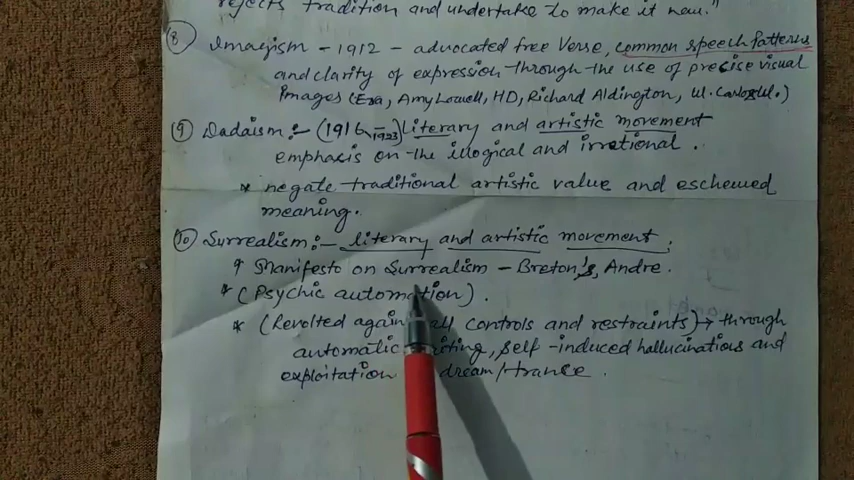 rejects tradition and undertake to make it new."
(8) Imagism - 1912 - advocated free Verse, common speech Patterns
and clarity of expression through the use of precise visual
Images (Ezra, Amy Lowell, HD, Richard Aldington, W. Carlos W.)
(9) Dadaism :- (1916-1923) literary and artistic movement
emphasis on the illogical and irrational.
* negate traditional artistic value and eschewed
meaning.
(10) Surrealism :- literary and artistic movement.
* Manifesto on Surrealism - Breton's, Andre.
* (Psychic automation).
* (Revolted again all controls and restraints) → through
automatic self-induced hallucinations and
exploitation dream/trance.